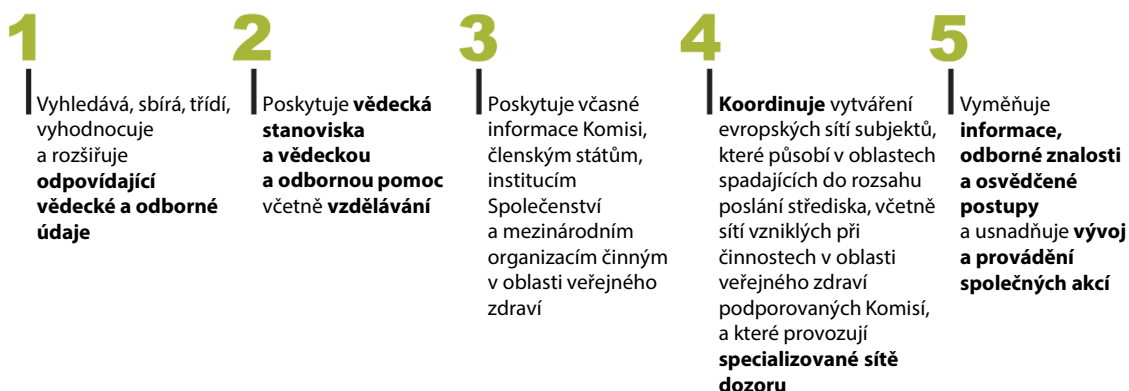 1
Vyhledává, sbírá, třídí,
vyhodnocuje
a rozšiřuje
odpovídající
vědecké a odborné
údaje
2
Poskytuje vědecká
stanoviska
a vědeckou
a odbornou pomoc
včetně vzdělávání
3
Poskytuje včasné
informace Komisi,
členským státům,
institucím
Společenství
a mezinárodním
organizacím činným
v oblasti veřejného
zdraví
4
Koordinuje vytváření
evropských sítí subjektů,
které působí v oblastech
spadajících do rozsahu
poslání střediska, včetně
sítí vzniklých při
činnostech v oblasti
veřejného zdraví
podporovaných Komisí,
a které provozují
specializované sítě
dozoru
5
Vyměňuje
informace,
odborné znalosti
a osvědčené
postupy
a usnadňuje vývoj
a provádění
společných akcí